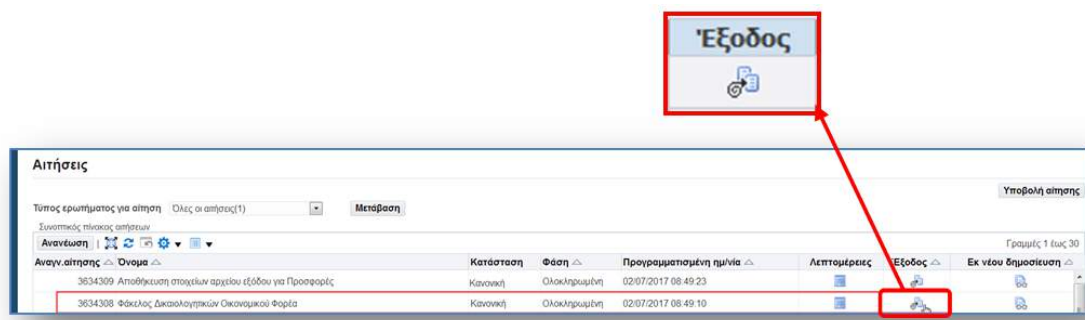 Έξοδος
Αιτήσεις
Υποβολή αίτησης
Τύπος ερωτήματος για αίτηση Όλες οι αιτήσεις(1) Μετάβαση
Συνοπτικός πίνακας αιτήσεων
Ανανέωση Γραμμές 1 έως 30
Αναγν.αίτησης Όνομα Κατάσταση Φάση Προγραμματισμένη ημ/νία Λεπτομέρειες Έξοδος Εκ νέου δημοσίευση
3634309 Αποθήκευση στοιχείων αρχείου εξόδου για Προσφορές Κανονική Ολοκληρωμένη 02/07/2017 08:49:23
3634308 Φάκελος Δικαιολογητικών Οικονομικού Φορέα Κανονική Ολοκληρωμένη 02/07/2017 08:49:10